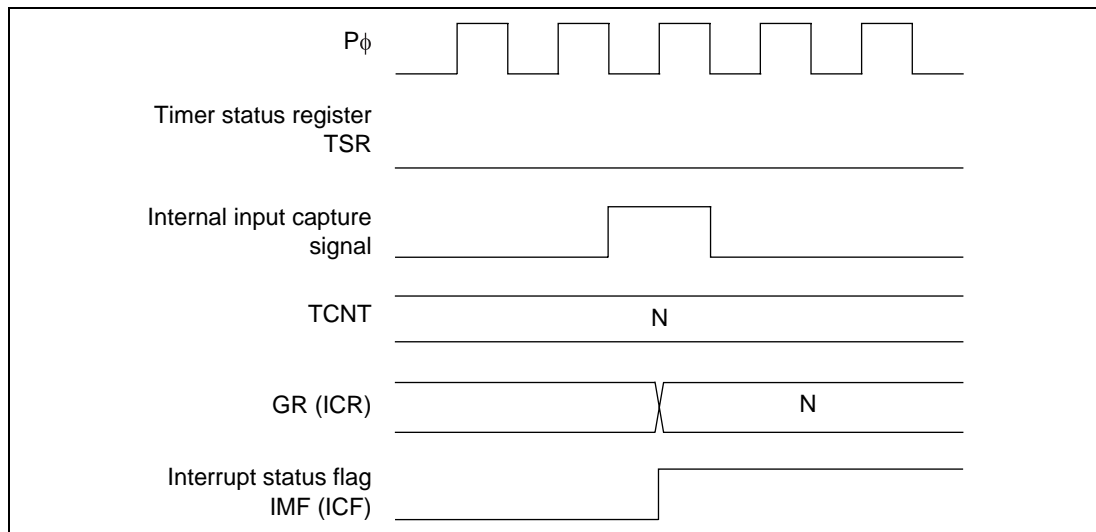 Pϕ
Timer status register
TSR
Internal input capture
signal
TCNT
N
GR (ICR)
N
Interrupt status flag
IMF (ICF)